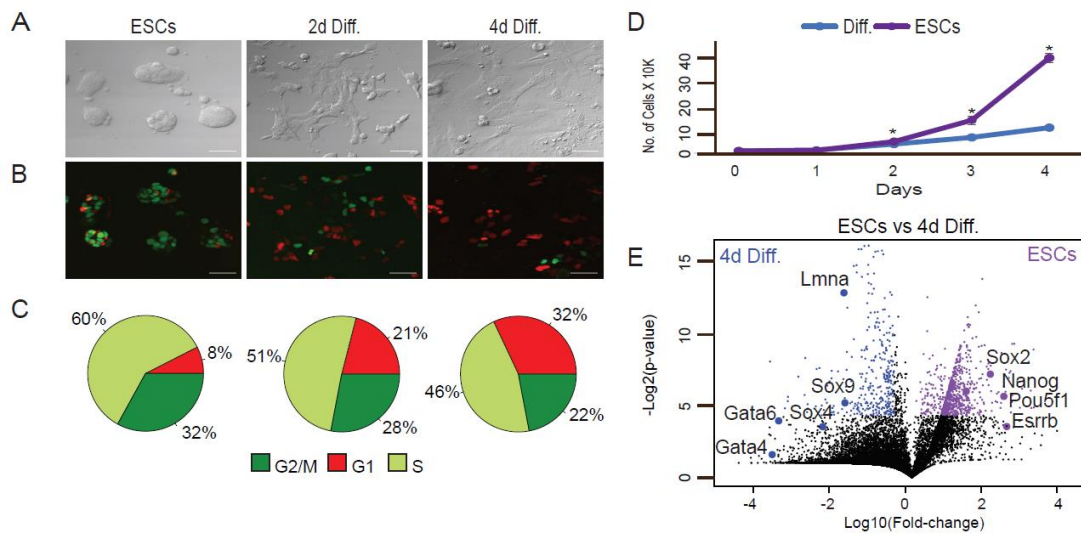 A
ESCs
2d Diff.
4d Diff.
B
C
60%
8%
32%
51%
21%
28%
46%
32%
22%
G2/M
G1
S
D
Diff.
ESCs
No. of Cells X 10K
40
30
20
10
0
*
*
*
0
1
2
3
4
Days
E
ESCs vs 4d Diff.
4d Diff.
ESCs
-Log2(p-value)
15
10
5
0
Lmna
Sox9
Sox4
Gata6
Gata4
Sox2
Nanog
Pou5f1
Esrrb
-4
-2
0
2
4
Log10(Fold-change)